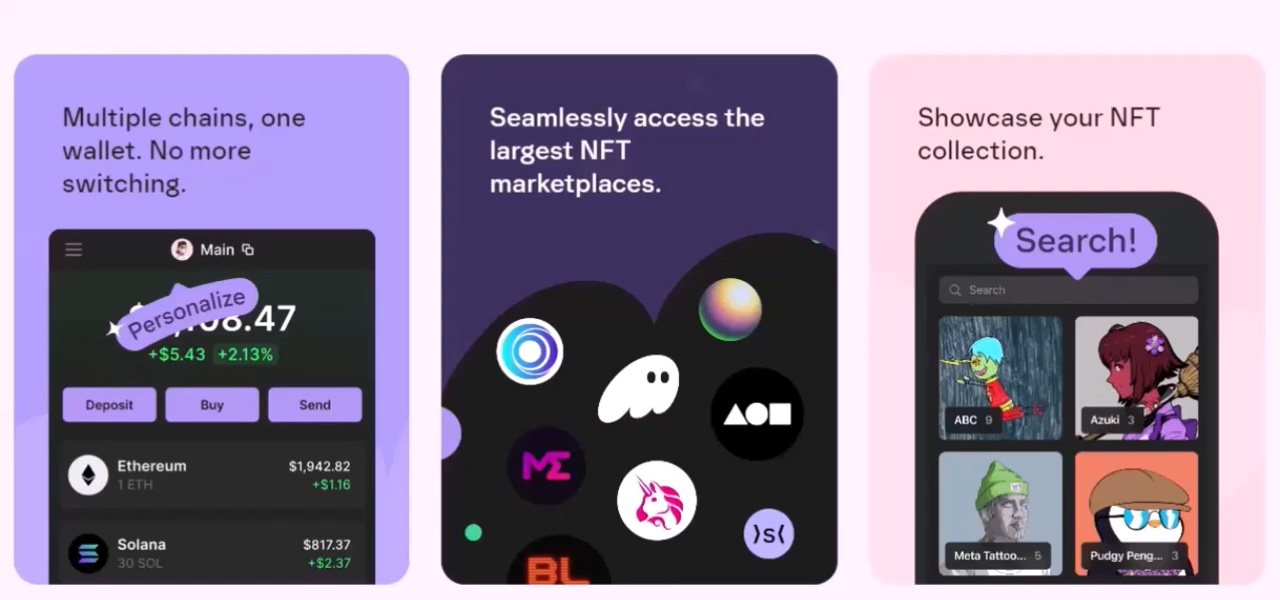 Multiple chains, one
wallet. No more
switching.
Main
Personalize
8.47
+$5.43 +2.13%
Deposit Buy Send
Ethereum $1,942.82
1 ETH +$1.16
Solana $817.37
30 SOL +$2.37
Seamlessly access the
largest NFT
marketplaces.
ME
⟩s⟨
BL
Showcase your NFT
collection.
Search!
Search
ABC 9 Azuki 3
Meta Tattoo... 5 Pudgy Peng... 3